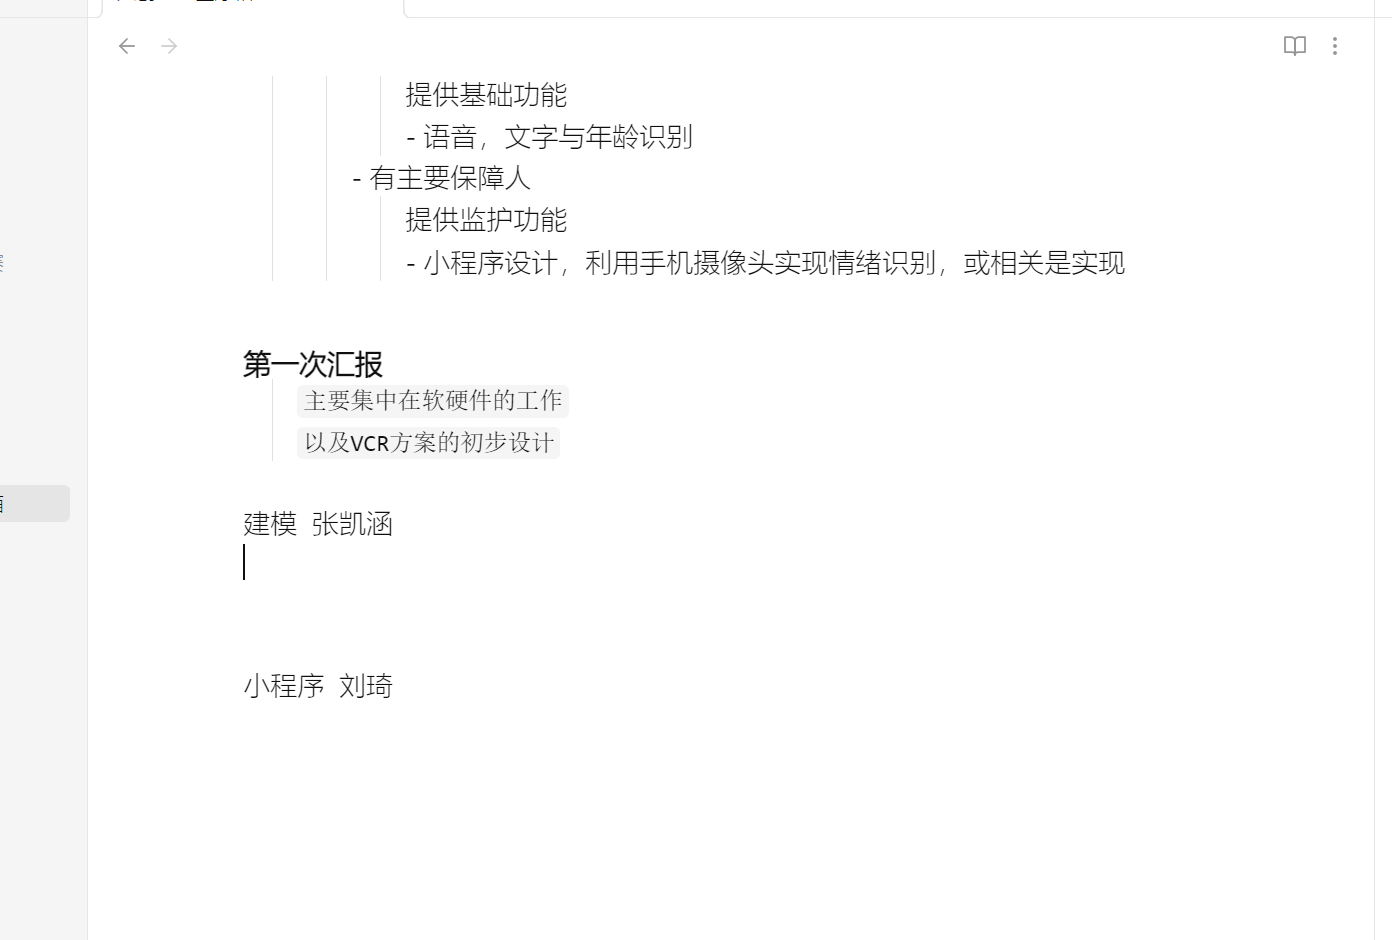 提供基础功能
- 语音，文字与年龄识别
- 有主要保障人
提供监护功能
- 小程序设计，利用手机摄像头实现情绪识别，或相关是实现
第一次汇报
主要集中在软硬件的工作
以及VCR方案的初步设计
建模 张凯涵
小程序 刘琦